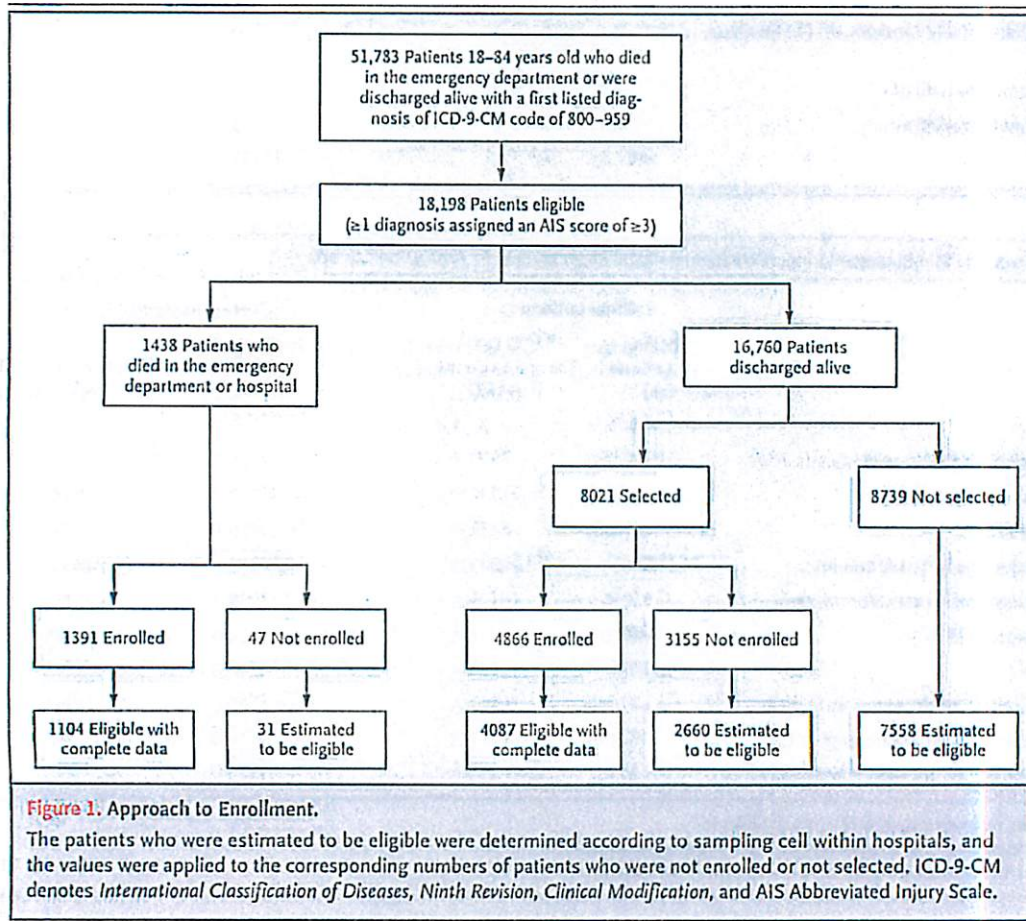 51,783 Patients 18–84 years old who died
in the emergency department or were
discharged alive with a first listed diag-
nosis of ICD-9-CM code of 800–959
18,198 Patients eligible
(≥1 diagnosis assigned an AIS score of ≥3)
1438 Patients who
died in the emergency
department or hospital
16,760 Patients
discharged alive
8021 Selected
8739 Not selected
1391 Enrolled
47 Not enrolled
4866 Enrolled
3155 Not enrolled
1104 Eligible with
complete data
31 Estimated
to be eligible
4087 Eligible with
complete data
2660 Estimated
to be eligible
7558 Estimated
to be eligible
Figure 1. Approach to Enrollment.
The patients who were estimated to be eligible were determined according to sampling cell within hospitals, and
the values were applied to the corresponding numbers of patients who were not enrolled or not selected. ICD-9-CM
denotes International Classification of Diseases, Ninth Revision, Clinical Modification, and AIS Abbreviated Injury Scale.